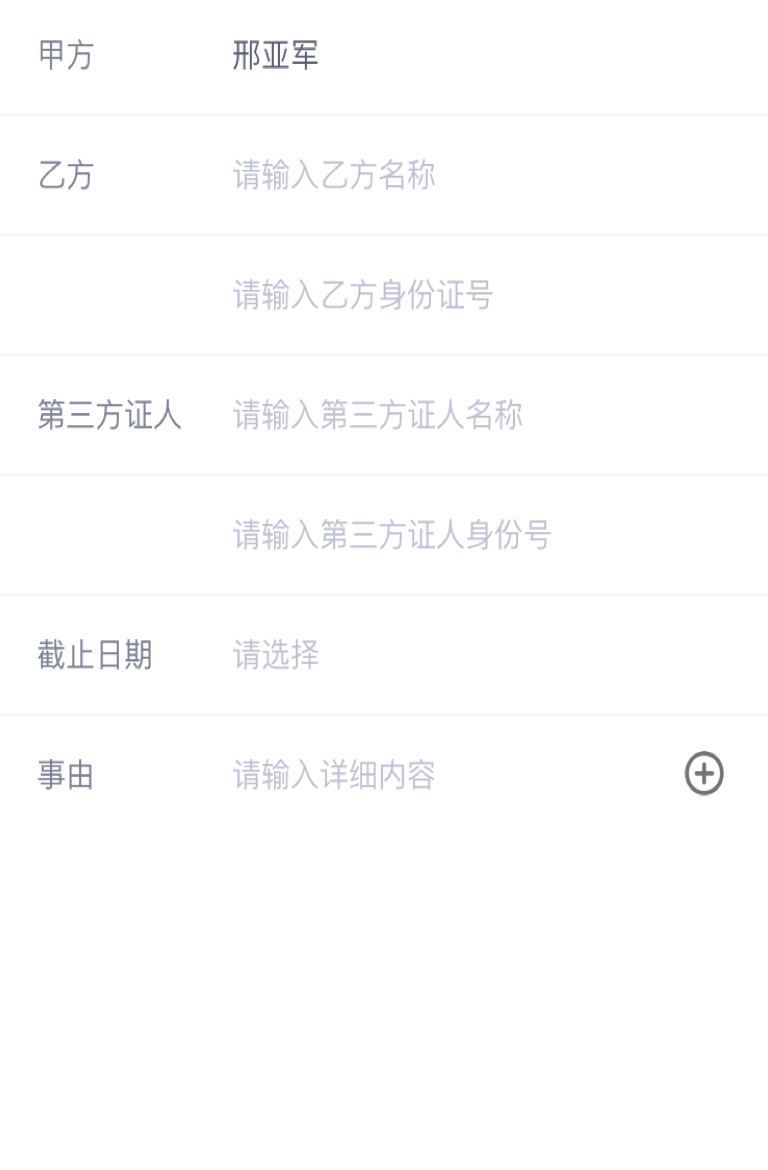 甲方 邢亚军
乙方 请输入乙方名称
请输入乙方身份证号
第三方证人 请输入第三方证人名称
请输入第三方证人身份号
截止日期 请选择
事由 请输入详细内容